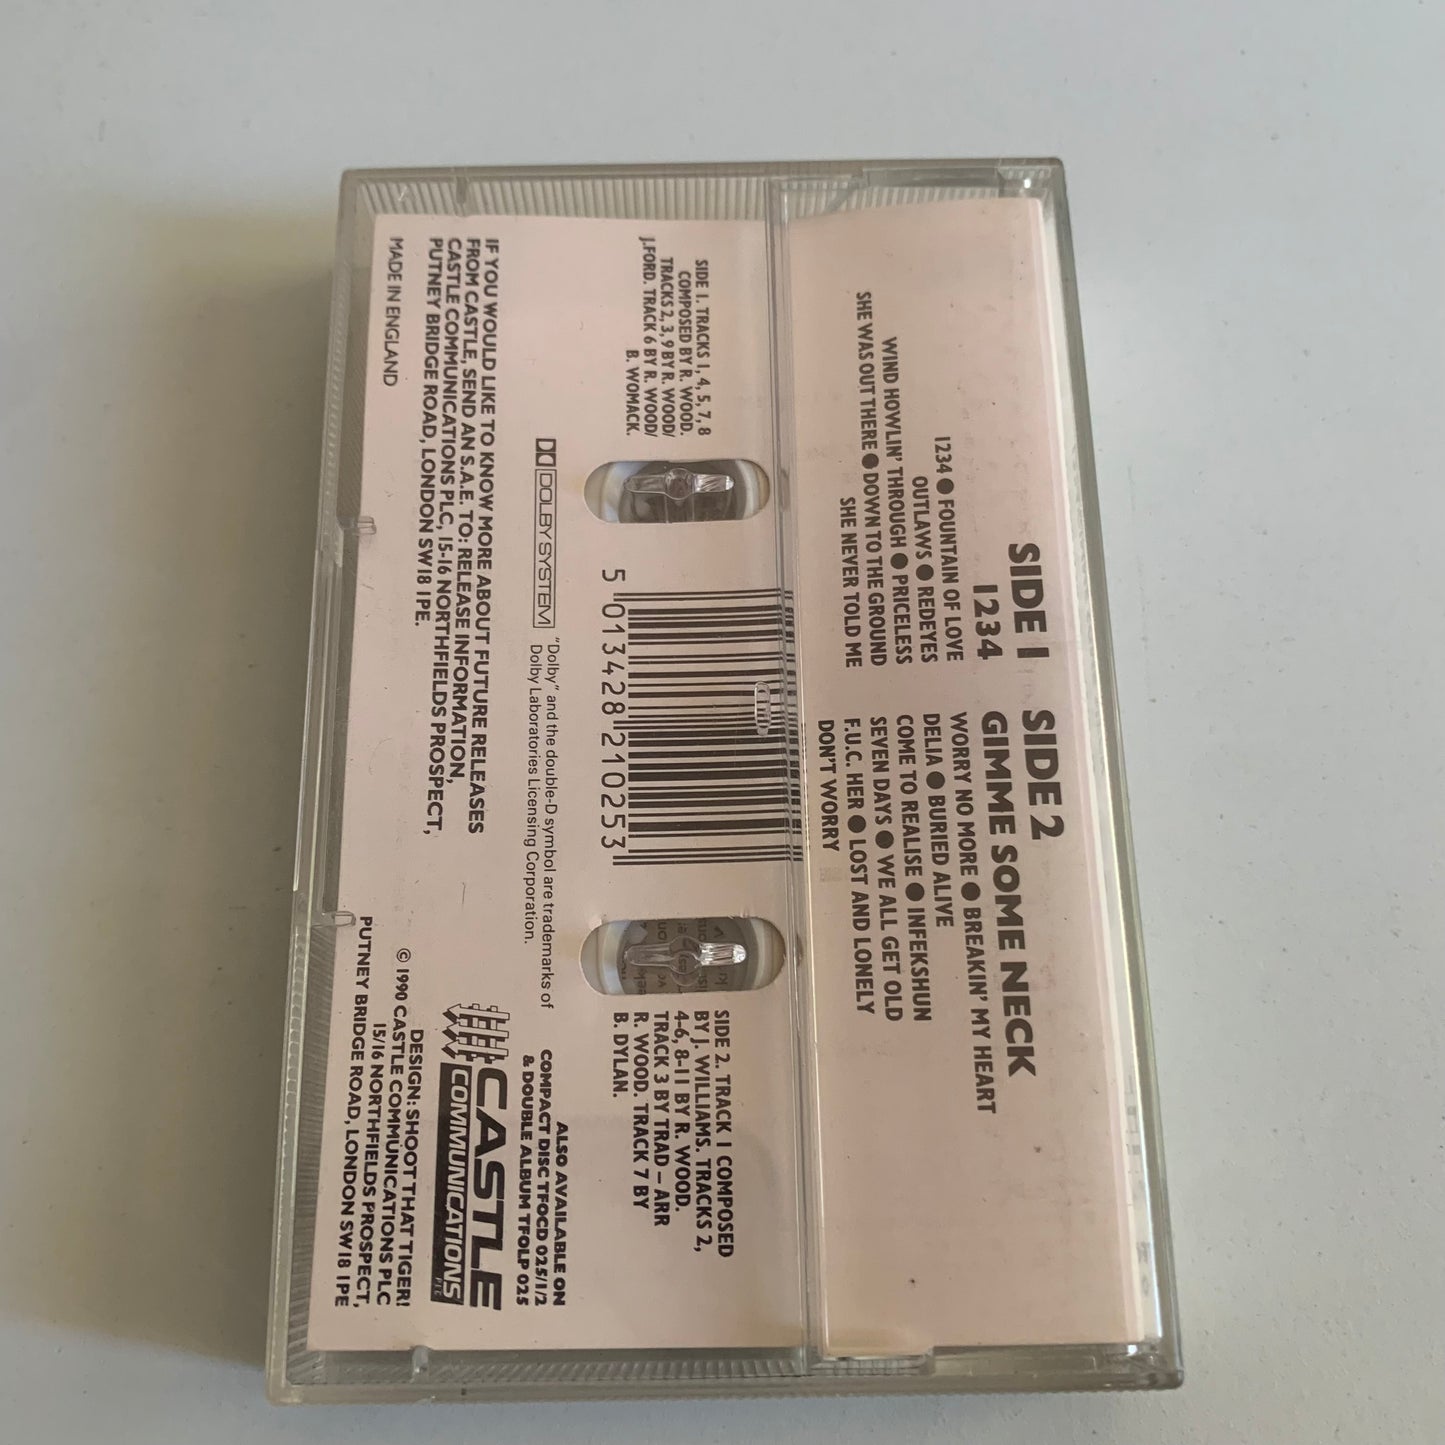 SIDE 1
1234
1234 ● FOUNTAIN OF LOVE
OUTLAWS ● REDEYES
WIND HOWLIN' THROUGH ● PRICELESS
SHE WAS OUT THERE ● DOWN TO THE GROUND
SHE NEVER TOLD ME
SIDE 2
GIMME SOME NECK
WORRY NO MORE ● BREAKIN' MY HEART
DELIA ● BURIED ALIVE
COME TO REALISE ● INFEKSHUN
SEVEN DAYS ● WE ALL GET OLD
F.U.C. HER ● LOST AND LONELY
DON'T WORRY
SIDE 1. TRACKS 1, 4, 5, 7, 8
COMPOSED BY R. WOOD.
TRACKS 2, 3, 9 BY R. WOOD/
J.FORD. TRACK 6 BY R. WOOD/
B. WOMACK.
5 013428 210253
SIDE 2. TRACK 1 COMPOSED
BY J. WILLIAMS. TRACKS 2,
4-6, 8-11 BY R. WOOD.
TRACK 3 BY TRAD – ARR
R. WOOD. TRACK 7 BY
B. DYLAN.
DOLBY SYSTEM
"Dolby" and the double-D symbol are trademarks of
Dolby Laboratories Licensing Corporation.
ALSO AVAILABLE ON
COMPACT DISC TFOCD 025/1/2
& DOUBLE ALBUM TFOLP 025
CASTLE
COMMUNICATIONS
PLC
IF YOU WOULD LIKE TO KNOW MORE ABOUT FUTURE RELEASES
FROM CASTLE, SEND AN S.A.E. TO: RELEASE INFORMATION,
CASTLE COMMUNICATIONS PLC, 15-16 NORTHFIELDS PROSPECT,
PUTNEY BRIDGE ROAD, LONDON SW18 1PE.
MADE IN ENGLAND
DESIGN: SHOOT THAT TIGER!
© 1990 CASTLE COMMUNICATIONS PLC
15/16 NORTHFIELDS PROSPECT,
PUTNEY BRIDGE ROAD, LONDON SW18 1PE